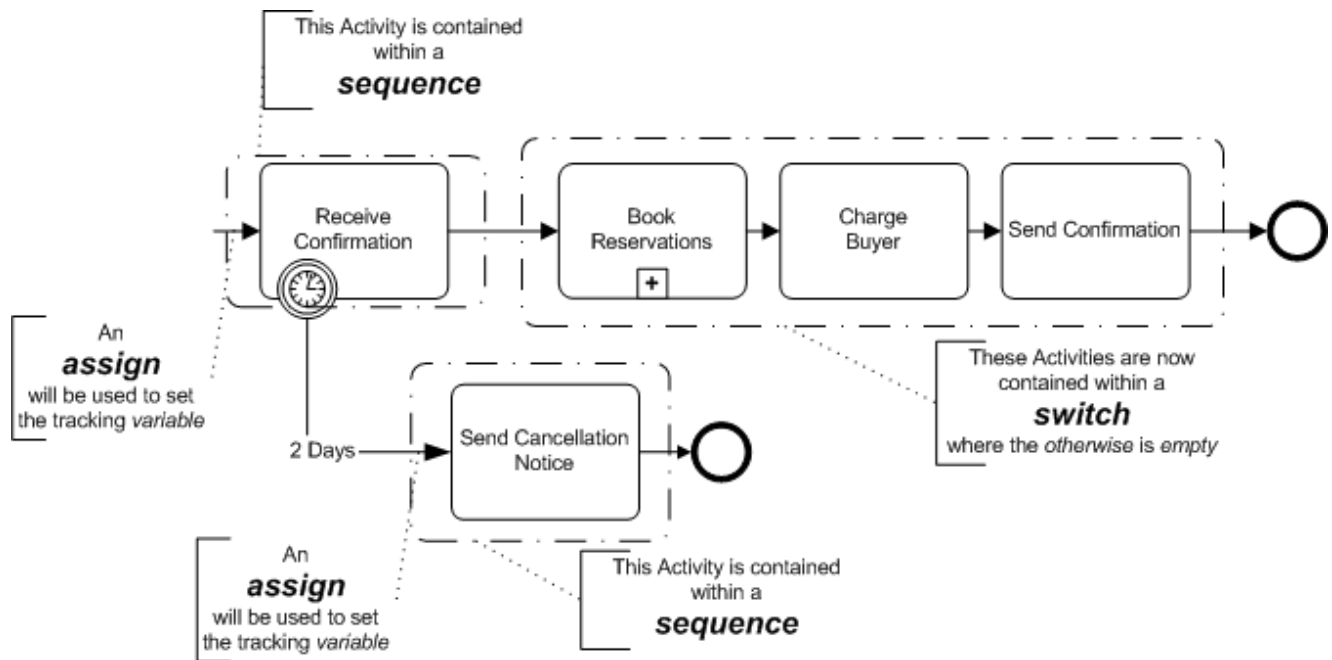 This Activity is contained
within a
sequence
Receive
Confirmation
Book
Reservations
+
Charge
Buyer
Send Confirmation
An
assign
will be used to set
the tracking variable
These Activities are now
contained within a
switch
where the otherwise is empty
2 Days
Send Cancellation
Notice
An
assign
will be used to set
the tracking variable
This Activity is contained
within a
sequence